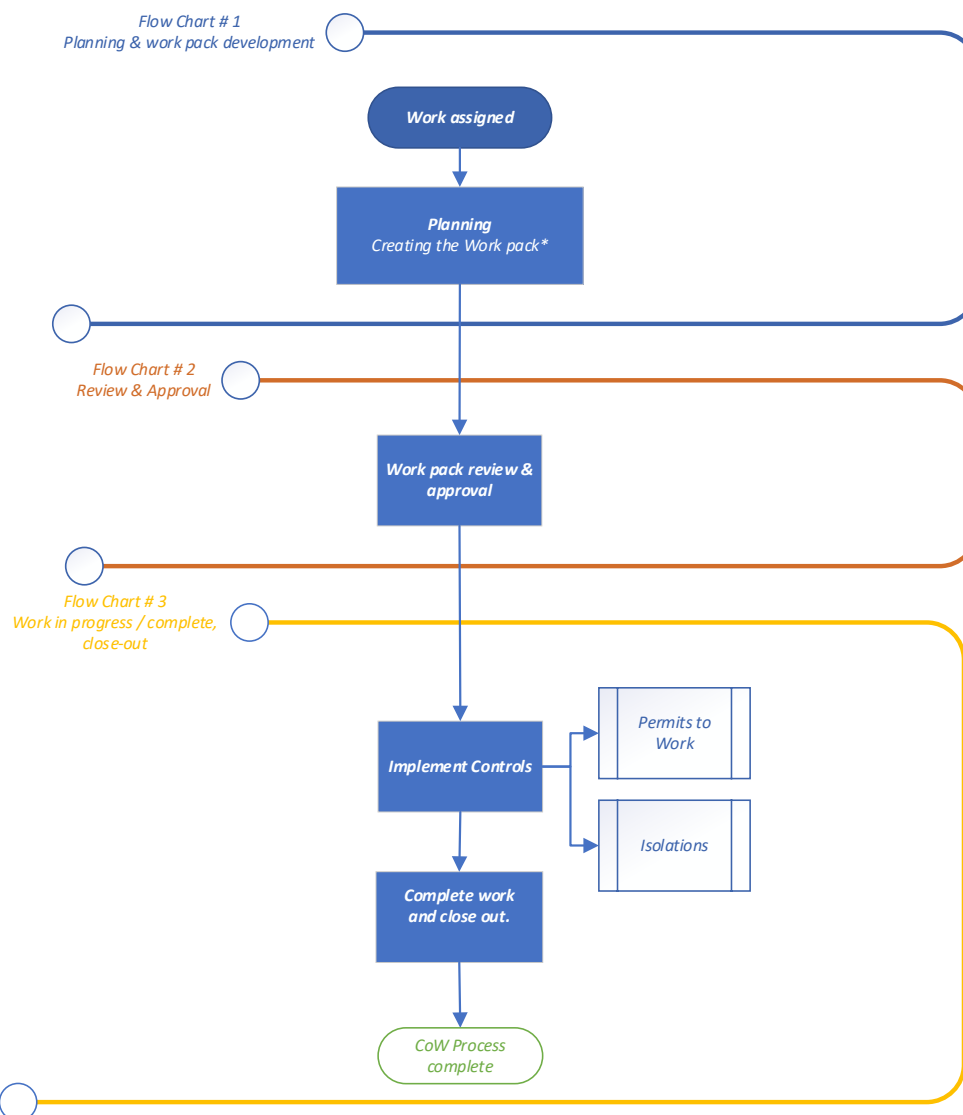 Flow Chart # 1
Planning & work pack development
Work assigned
Planning
Creating the Work pack*
Flow Chart # 2
Review & Approval
Work pack review &
approval
Flow Chart # 3
Work in progress / complete,
close-out
Permits to
Work
Implement Controls
Isolations
Complete work
and close out.
CoW Process
complete